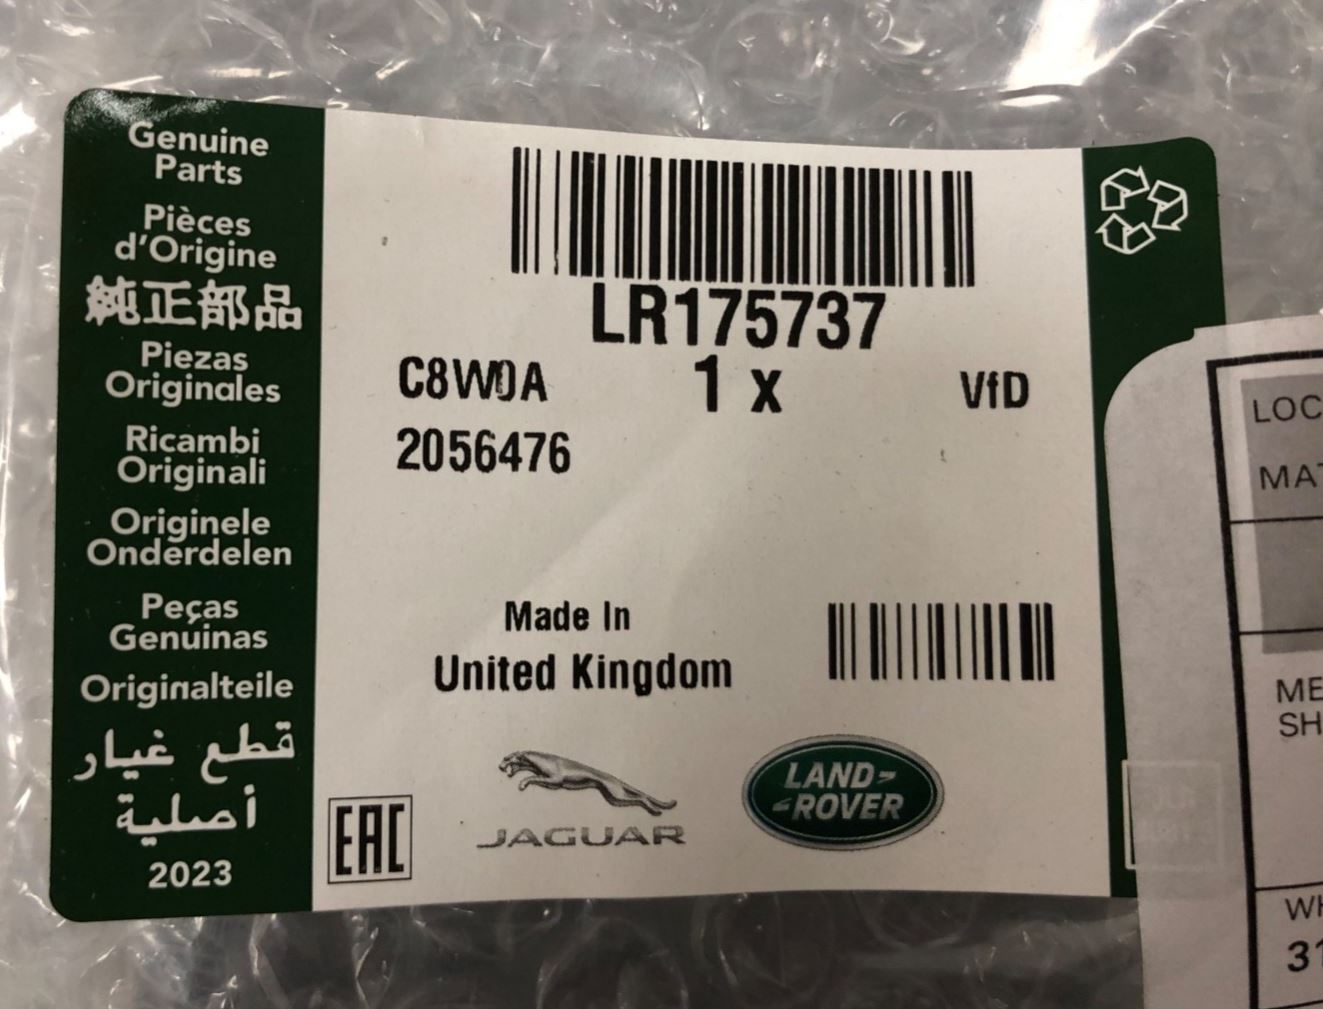 Genuine
Parts
Pièces
d'Origine
純正部品
Piezas
Originales
Ricambi
Originali
Originele
Onderdelen
Peças
Genuinas
Originalteile
قطع غيار
أصلية
2023
LR175737
C8W0A 1 x VfD
2056476
Made In
United Kingdom
EAC
JAGUAR
LAND-
-ROVER
LOC
MAT
ME
SH
WH
31